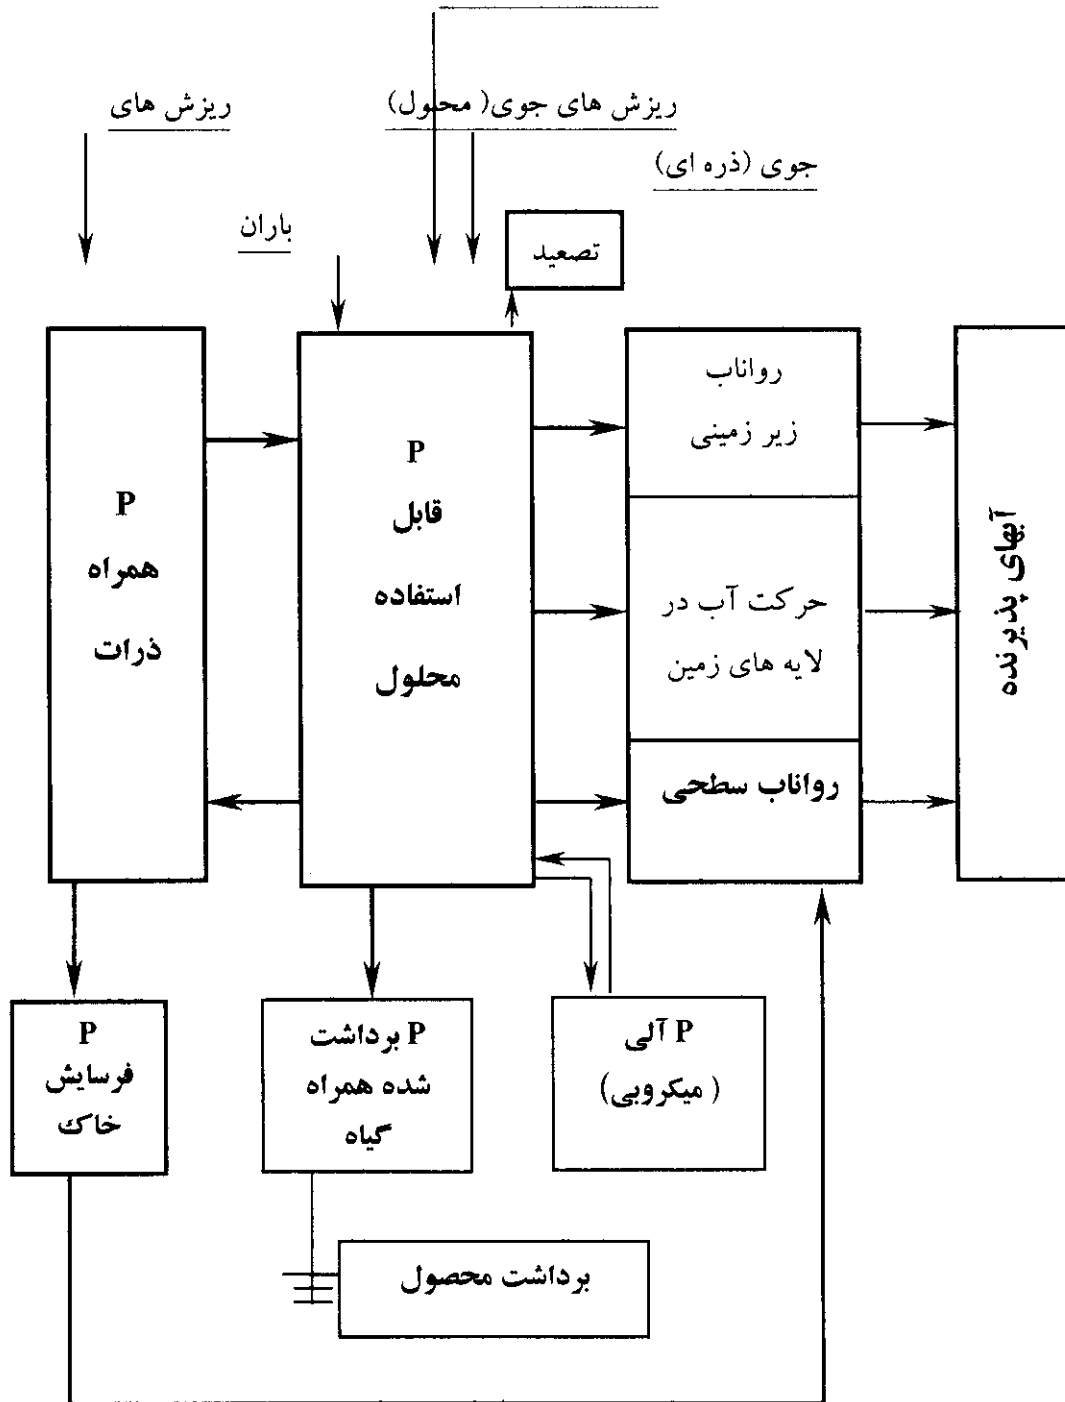 ریزش های جوی( محلول)
ریزش های
جوی (ذره ای)
باران
تصعید
P
همراه
ذرات
P
قابل
استفاده
محلول
رواناب
زیر زمینی
حرکت آب در
لایه های زمین
رواناب سطحی
آبهای پذیرنده
P
فرسایش
خاک
P برداشت
شده همراه
گیاه
P آلی
( میکروبی)
برداشت محصول